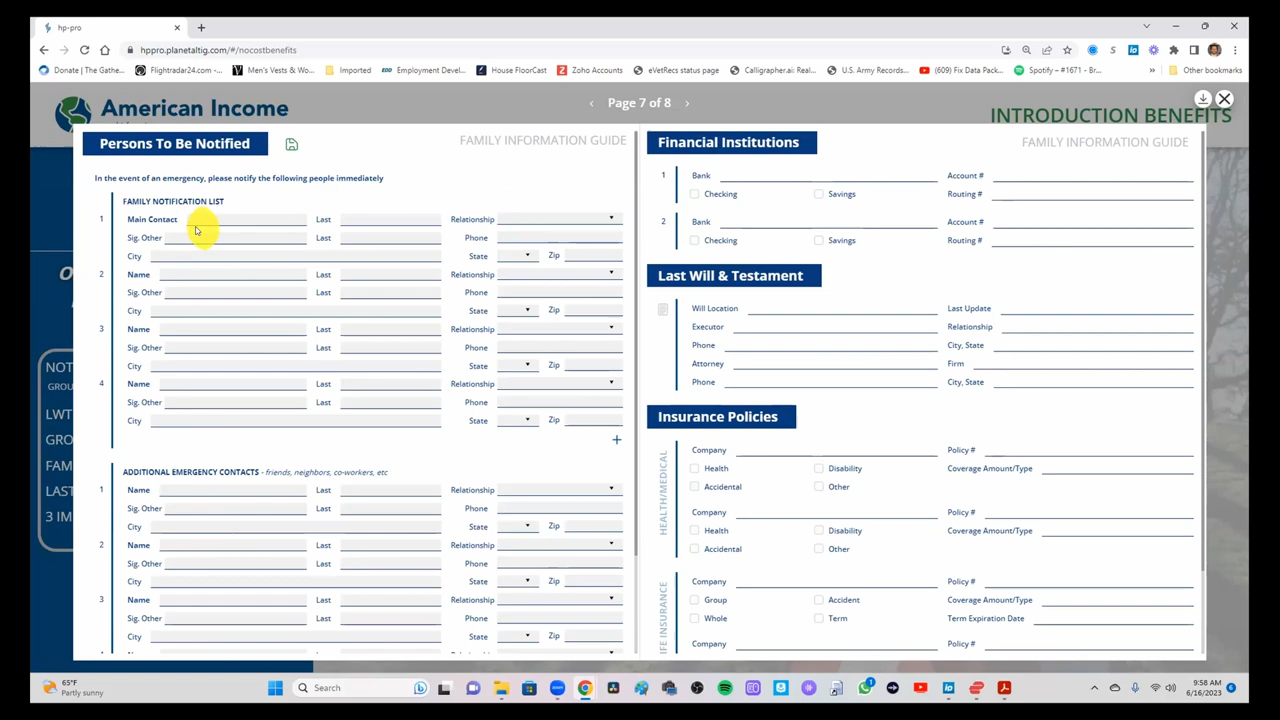 hp-pro
hppro.planetaltig.com/#/nocostbenefits
Donate | The Gathe...
Flightradar24.com -...
Men's Vests & Wo...
Imported
EDD Employment Devel...
House FloorCast
Zoho Accounts
eVetRecs status page
Calligrapher.ai: Real...
U.S. Army Records...
(609) Fix Data Pack...
Spotify – #1671 - Br...
Other bookmarks
American Income
Page 7 of 8
INTRODUCTION BENEFITS
Persons To Be Notified
FAMILY INFORMATION GUIDE
In the event of an emergency, please notify the following people immediately
FAMILY NOTIFICATION LIST
1 Main Contact Last Relationship
Sig. Other Last Phone
City State Zip
2 Name Last Relationship
Sig. Other Last Phone
City State Zip
3 Name Last Relationship
Sig. Other Last Phone
City State Zip
4 Name Last Relationship
Sig. Other Last Phone
City State Zip
ADDITIONAL EMERGENCY CONTACTS - friends, neighbors, co-workers, etc
1 Name Last Relationship
Sig. Other Last Phone
City State Zip
2 Name Last Relationship
Sig. Other Last Phone
City State Zip
3 Name Last Relationship
Sig. Other Last Phone
City State Zip
Financial Institutions
FAMILY INFORMATION GUIDE
1 Bank Account #
Checking Savings Routing #
2 Bank Account #
Checking Savings Routing #
Last Will & Testament
Will Location Last Update
Executor Relationship
Phone City, State
Attorney Firm
Phone City, State
Insurance Policies
HEALTH/MEDICAL
Company Policy #
Health Disability Coverage Amount/Type
Accidental Other
Company Policy #
Health Disability Coverage Amount/Type
Accidental Other
IFE INSURANCE
Company Policy #
Group Accident Coverage Amount/Type
Whole Term Term Expiration Date
Company Policy #
NOT
GROU
LWT
GRO
FAM
LAST
3 IM
65°F
Partly sunny
Search
1
9:58 AM
6/16/2023
6